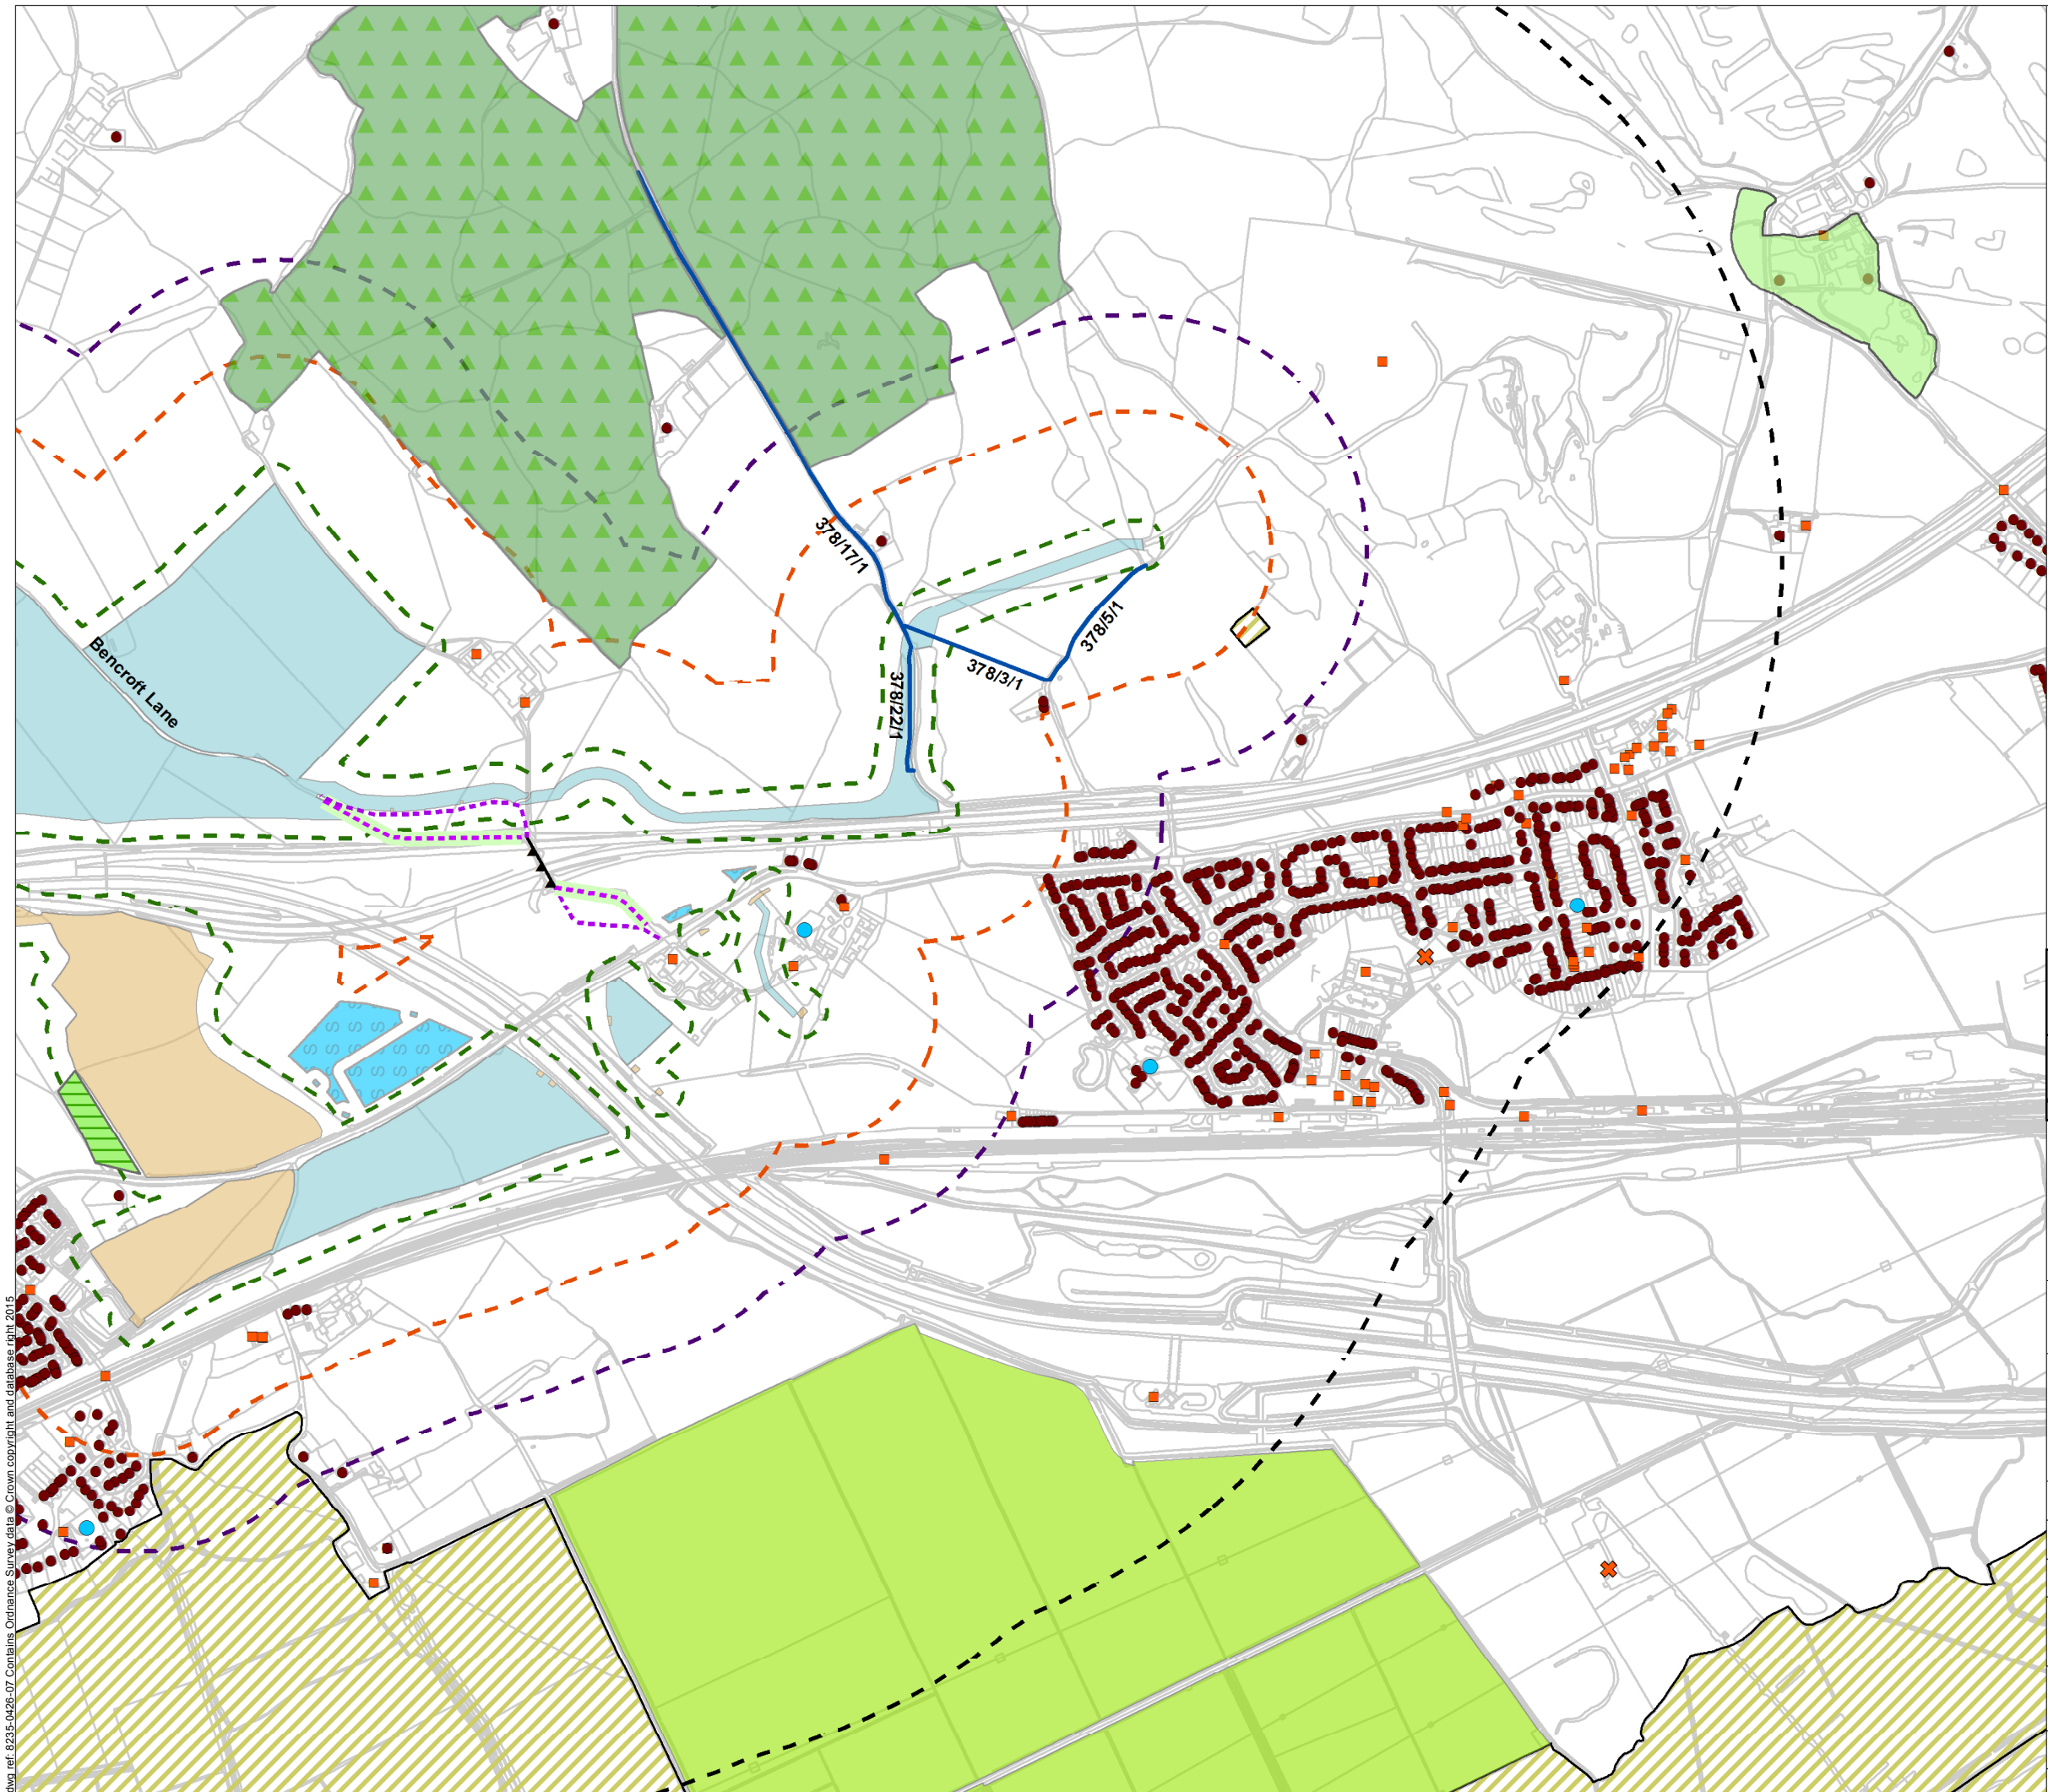 378/17/1
378/5/1
378/3/1
378/22/1
Bencroft Lane
S S S S S S S S S S S S S S S S S S
dwg ref: 8235-0426-07 Contains Ordnance Survey data © Crown copyright and database right 2015